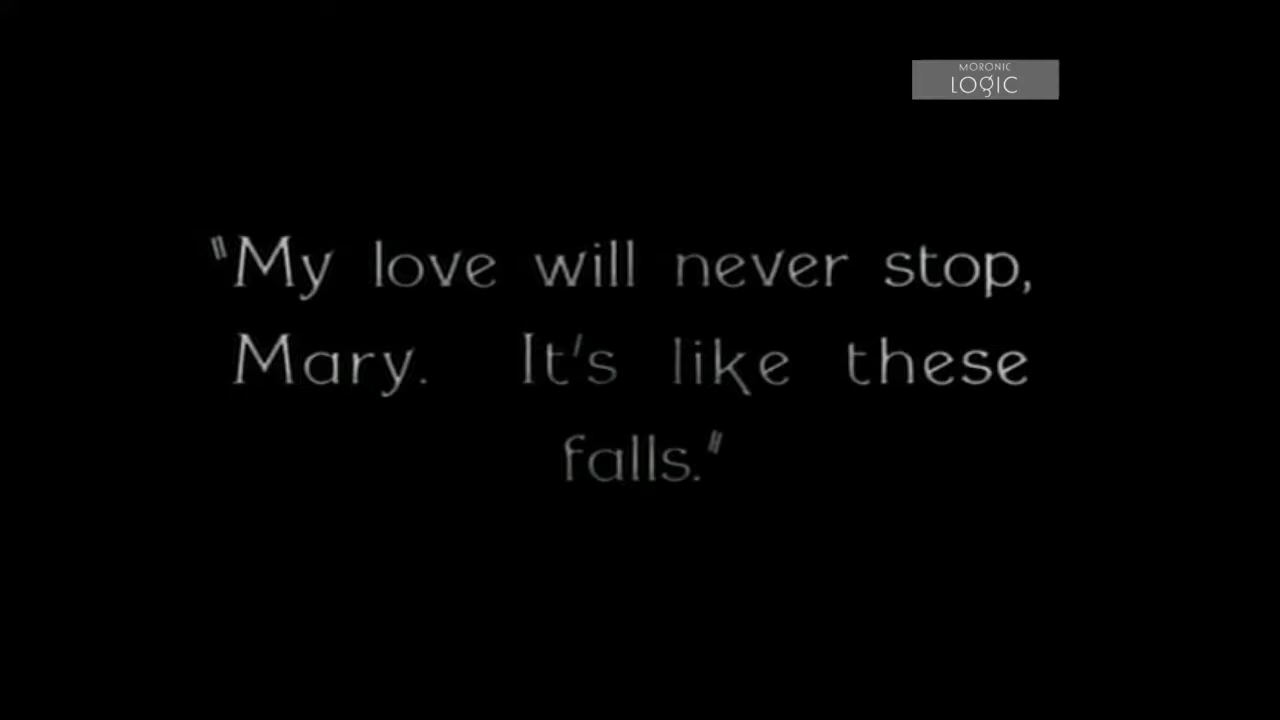 MORONIC
LOGIC
"My love will never stop,
Mary. It's like these
falls."